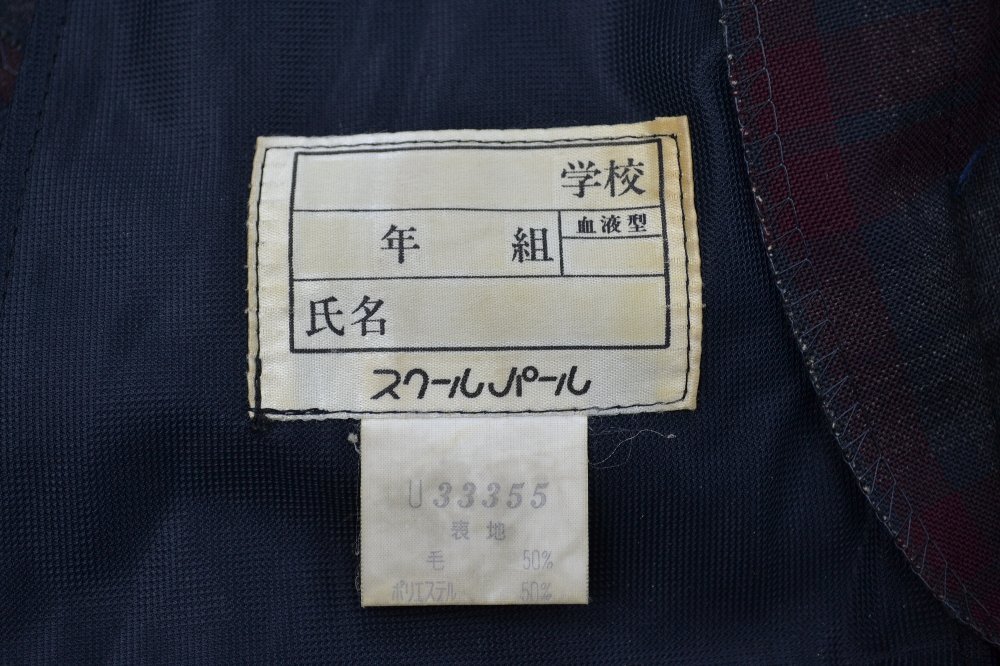 学校
年 組 血液型
氏名
スクールパール
U33355
表地
毛 50%
ポリエステル 50%